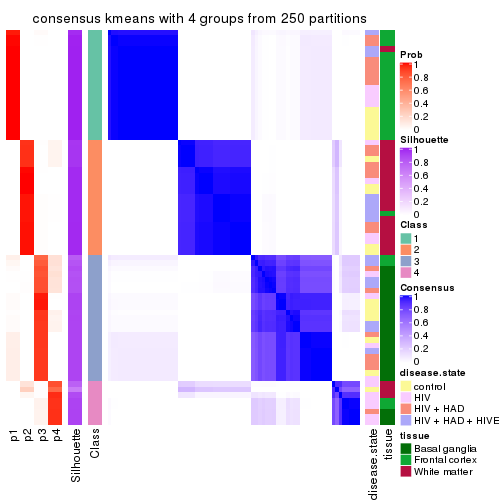 consensus kmeans with 4 groups from 250 partitions
Prob
1
0.8
0.6
0.4
0.2
0
Silhouette
1
0.8
0.6
0.4
0.2
0
Class
1
2
3
4
Consensus
1
0.8
0.6
0.4
0.2
0
disease.state
control
HIV
HIV + HAD
HIV + HAD + HIVE
tissue
Basal ganglia
Frontal cortex
White matter
p1
p2
p3
p4
Silhouette
Class
disease.state
tissue